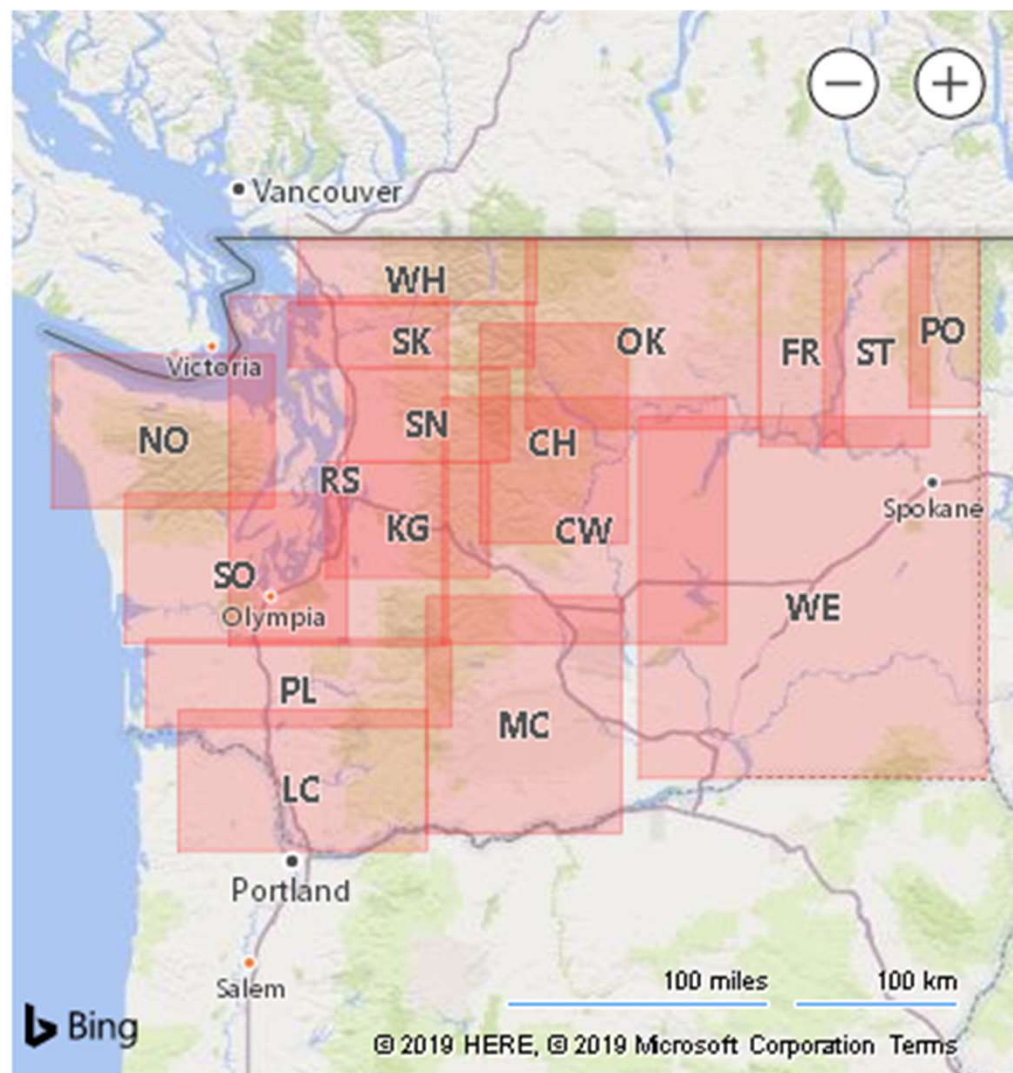 Vancouver
WH
SK
OK
FR
ST
PO
Victoria
NO
SN
CH
RS
KG
CW
Spokane
SO
Olympia
WE
PL
MC
LC
Portland
Salem
100 miles
100 km
Bing
© 2019 HERE, © 2019 Microsoft Corporation Terms